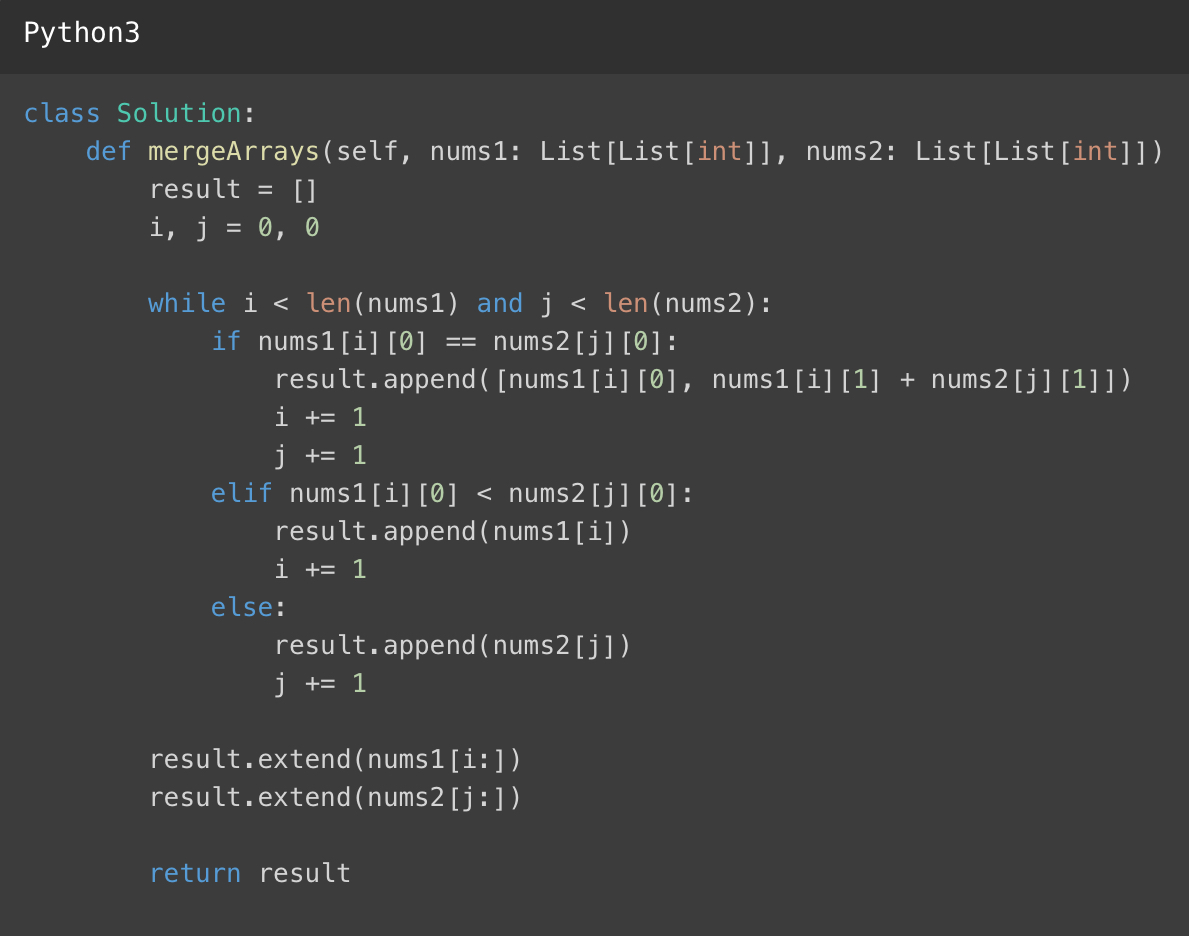 Python3
class Solution:
    def mergeArrays(self, nums1: List[List[int]], nums2: List[List[int]])
        result = []
        i, j = 0, 0

        while i < len(nums1) and j < len(nums2):
            if nums1[i][0] == nums2[j][0]:
                result.append([nums1[i][0], nums1[i][1] + nums2[j][1]])
                i += 1
                j += 1
            elif nums1[i][0] < nums2[j][0]:
                result.append(nums1[i])
                i += 1
            else:
                result.append(nums2[j])
                j += 1

        result.extend(nums1[i:])
        result.extend(nums2[j:])

        return result